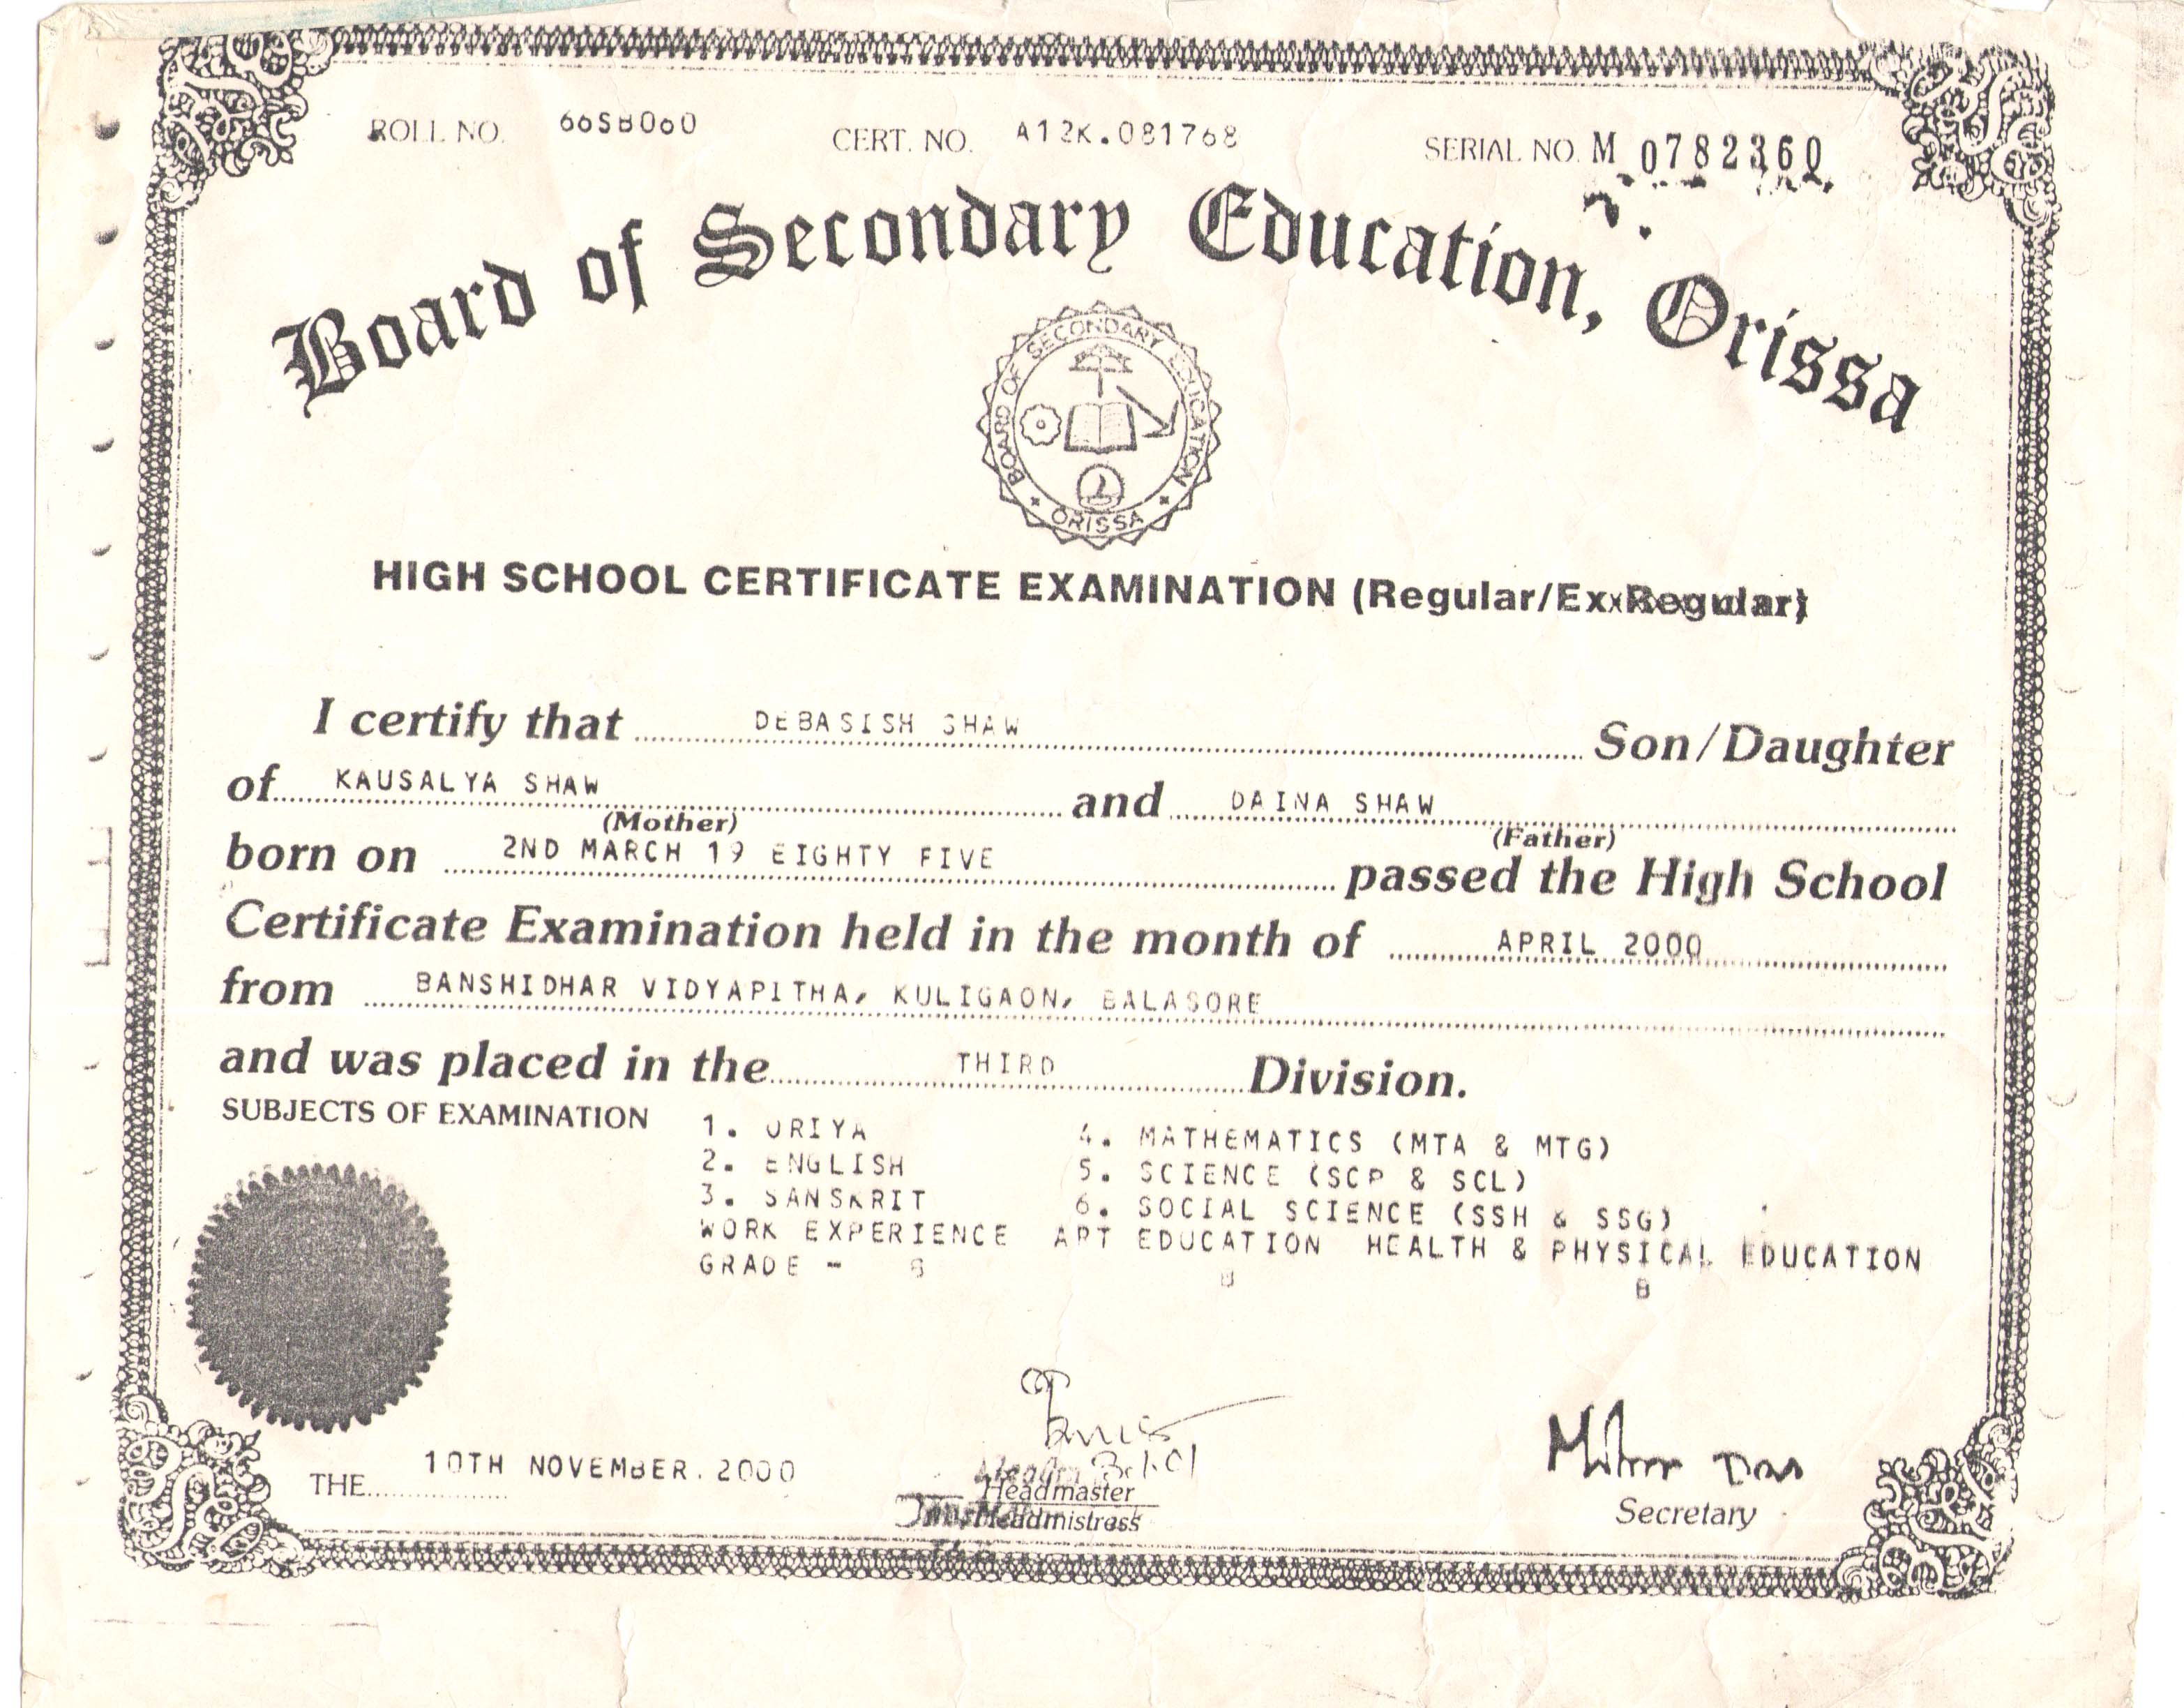 ROLL NO. 66SB060 CERT. NO. A12K.081768 SERIAL NO. M 0782360
Board of Secondary Education, Orissa
BOARD OF SECONDARY EDUCATION
ORISSA
HIGH SCHOOL CERTIFICATE EXAMINATION (Regular/Ex-Regular)
I certify that DEBASISH SHAW Son/Daughter
of KAUSALYA SHAW and DAINA SHAW
(Mother) (Father)
born on 2ND MARCH 19 EIGHTY FIVE passed the High School
Certificate Examination held in the month of APRIL 2000
from BANSHIDHAR VIDYAPITHA, KULIGAON, BALASORE
and was placed in the THIRD Division.
SUBJECTS OF EXAMINATION
1. ORIYA 4. MATHEMATICS (MTA & MTG)
2. ENGLISH 5. SCIENCE (SCP & SCL)
3. SANSKRIT 6. SOCIAL SCIENCE (SSH & SSG)
WORK EXPERIENCE ART EDUCATION HEALTH & PHYSICAL EDUCATION
GRADE - B B B
THE 10TH NOVEMBER. 2000
Headmaster
Headmistress
Secretary